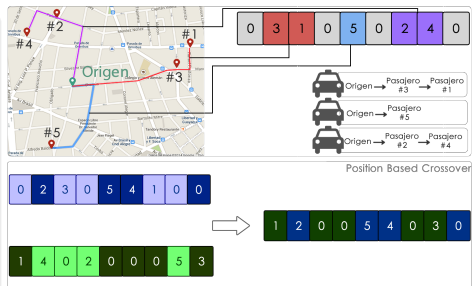 #2
#4
#1
#3
Origen
#5
0 3 1 0 5 0 2 4 0
Origen → Pasajero #3 → Pasajero #1
Origen → Pasajero #5
Origen → Pasajero #2 → Pasajero #4
Position Based Crossover
0 2 3 0 5 4 1 0 0
1 2 0 0 5 4 0 3 0
1 4 0 2 0 0 0 5 3